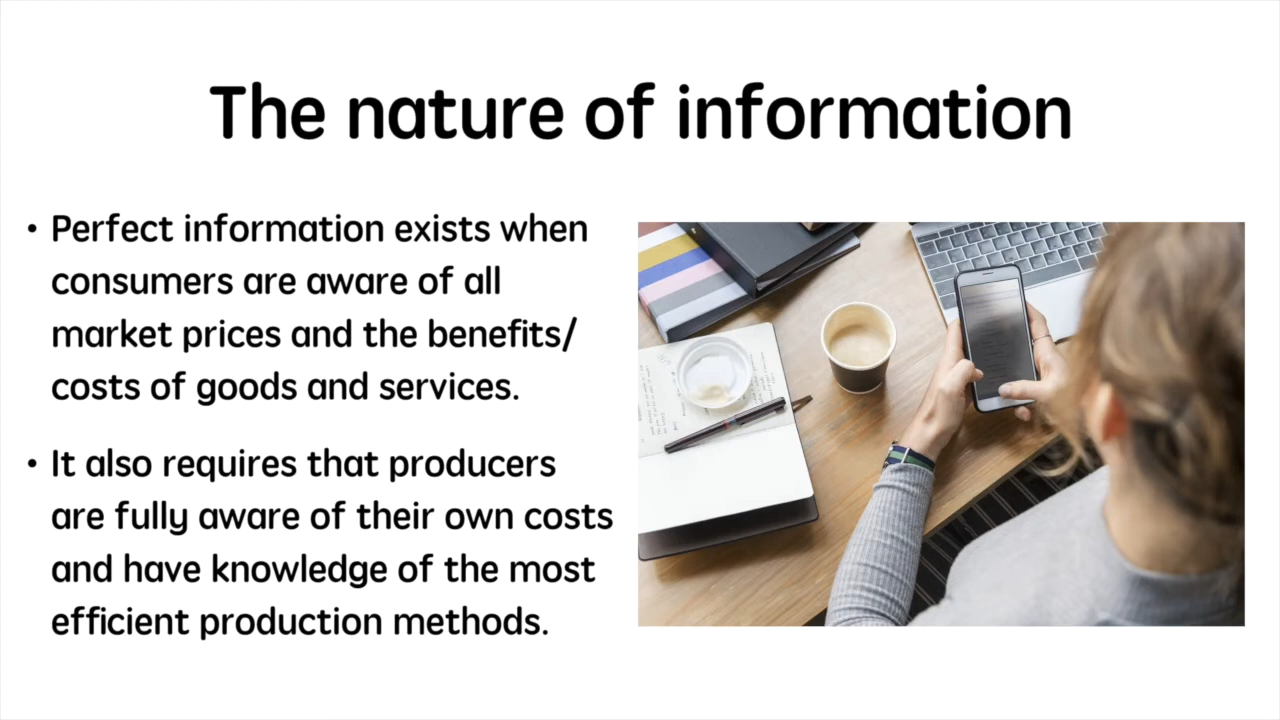 The nature of information
• Perfect information exists when
consumers are aware of all
market prices and the benefits/
costs of goods and services.
• It also requires that producers
are fully aware of their own costs
and have knowledge of the most
efficient production methods.